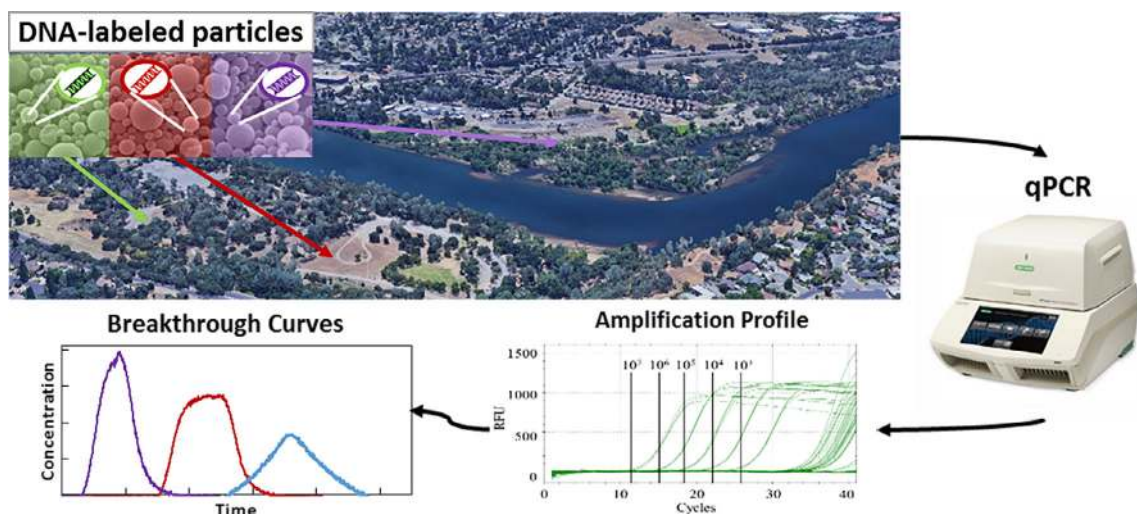 DNA-labeled particles
qPCR
Breakthrough Curves
Concentration
Time
Amplification Profile
10⁷ 10⁶ 10⁵ 10⁴ 10³
1500
1000
500
0
RFU
0 10 20 30 40
Cycles